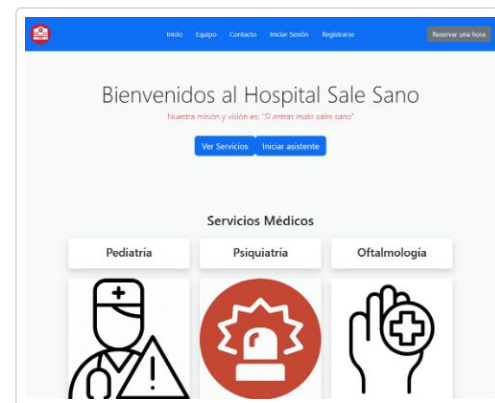 Inicio Equipo Contacto Iniciar Sesión Registrarse Reservar una hora
Bienvenidos al Hospital Sale Sano
Nuestra misión y visión es: "Si entras malo sales sano"
Ver Servicios Iniciar asistente
Servicios Médicos
Pediatría Psiquiatría Oftalmología